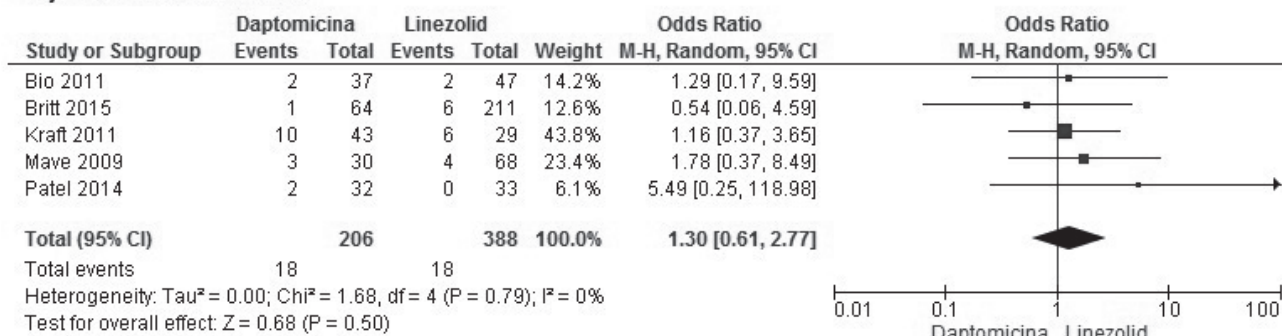 Daptomicina Linezolid Odds Ratio Odds Ratio
Study or Subgroup Events Total Events Total Weight M-H, Random, 95% CI M-H, Random, 95% CI
Bio 2011 2 37 2 47 14.2% 1.29 [0.17, 9.59]
Britt 2015 1 64 6 211 12.6% 0.54 [0.06, 4.59]
Kraft 2011 10 43 6 29 43.8% 1.16 [0.37, 3.65]
Mave 2009 3 30 4 68 23.4% 1.78 [0.37, 8.49]
Patel 2014 2 32 0 33 6.1% 5.49 [0.25, 118.98]
Total (95% CI) 206 388 100.0% 1.30 [0.61, 2.77]
Total events 18 18
Heterogeneity: Tau² = 0.00; Chi² = 1.68, df = 4 (P = 0.79); I² = 0%
Test for overall effect: Z = 0.68 (P = 0.50)
0.01 0.1 1 10 100
Daptomicina Linezolid